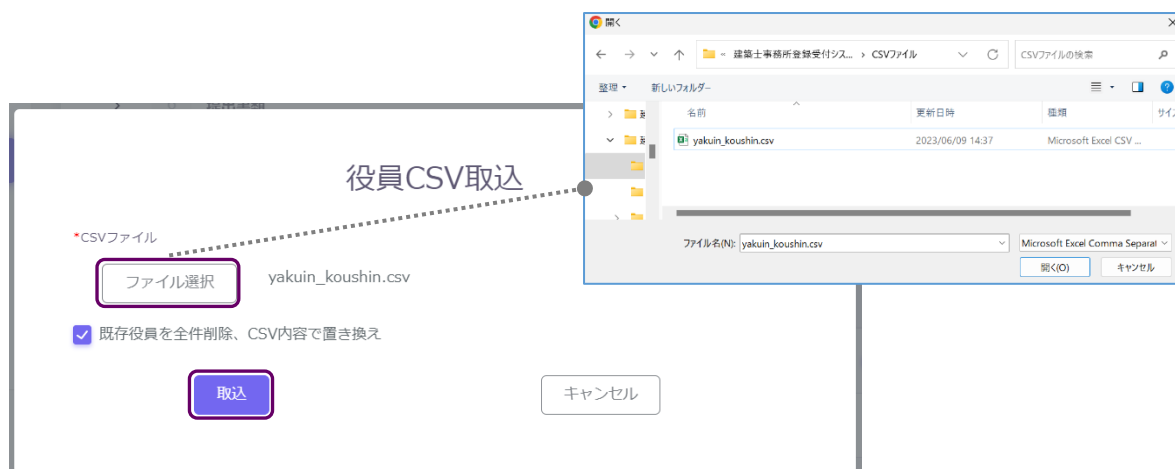 開く
建築士事務所登録受付シス... › CSVファイル
CSVファイルの検索
整理
新しいフォルダー
名前 更新日時 種類
yakuin_koushin.csv 2023/06/09 14:37 Microsoft Excel CSV ...
ファイル名(N): yakuin_koushin.csv
Microsoft Excel Comma Separat
開く(O) キャンセル
役員CSV取込
*CSVファイル
ファイル選択 yakuin_koushin.csv
既存役員を全件削除、CSV内容で置き換え
取込 キャンセル